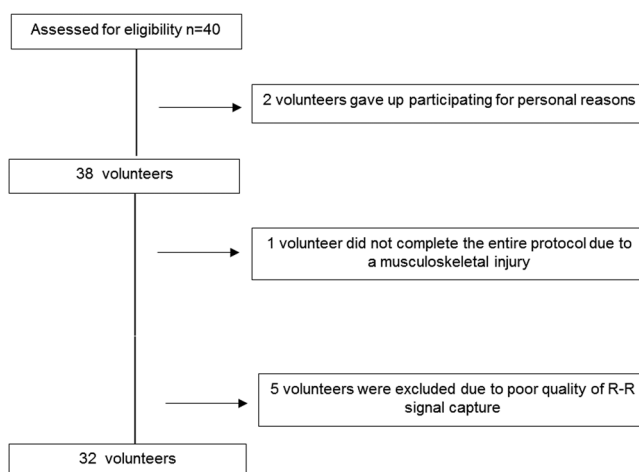 Assessed for eligibility n=40
2 volunteers gave up participating for personal reasons
38 volunteers
1 volunteer did not complete the entire protocol due to
a musculoskeletal injury
5 volunteers were excluded due to poor quality of R-R
signal capture
32 volunteers